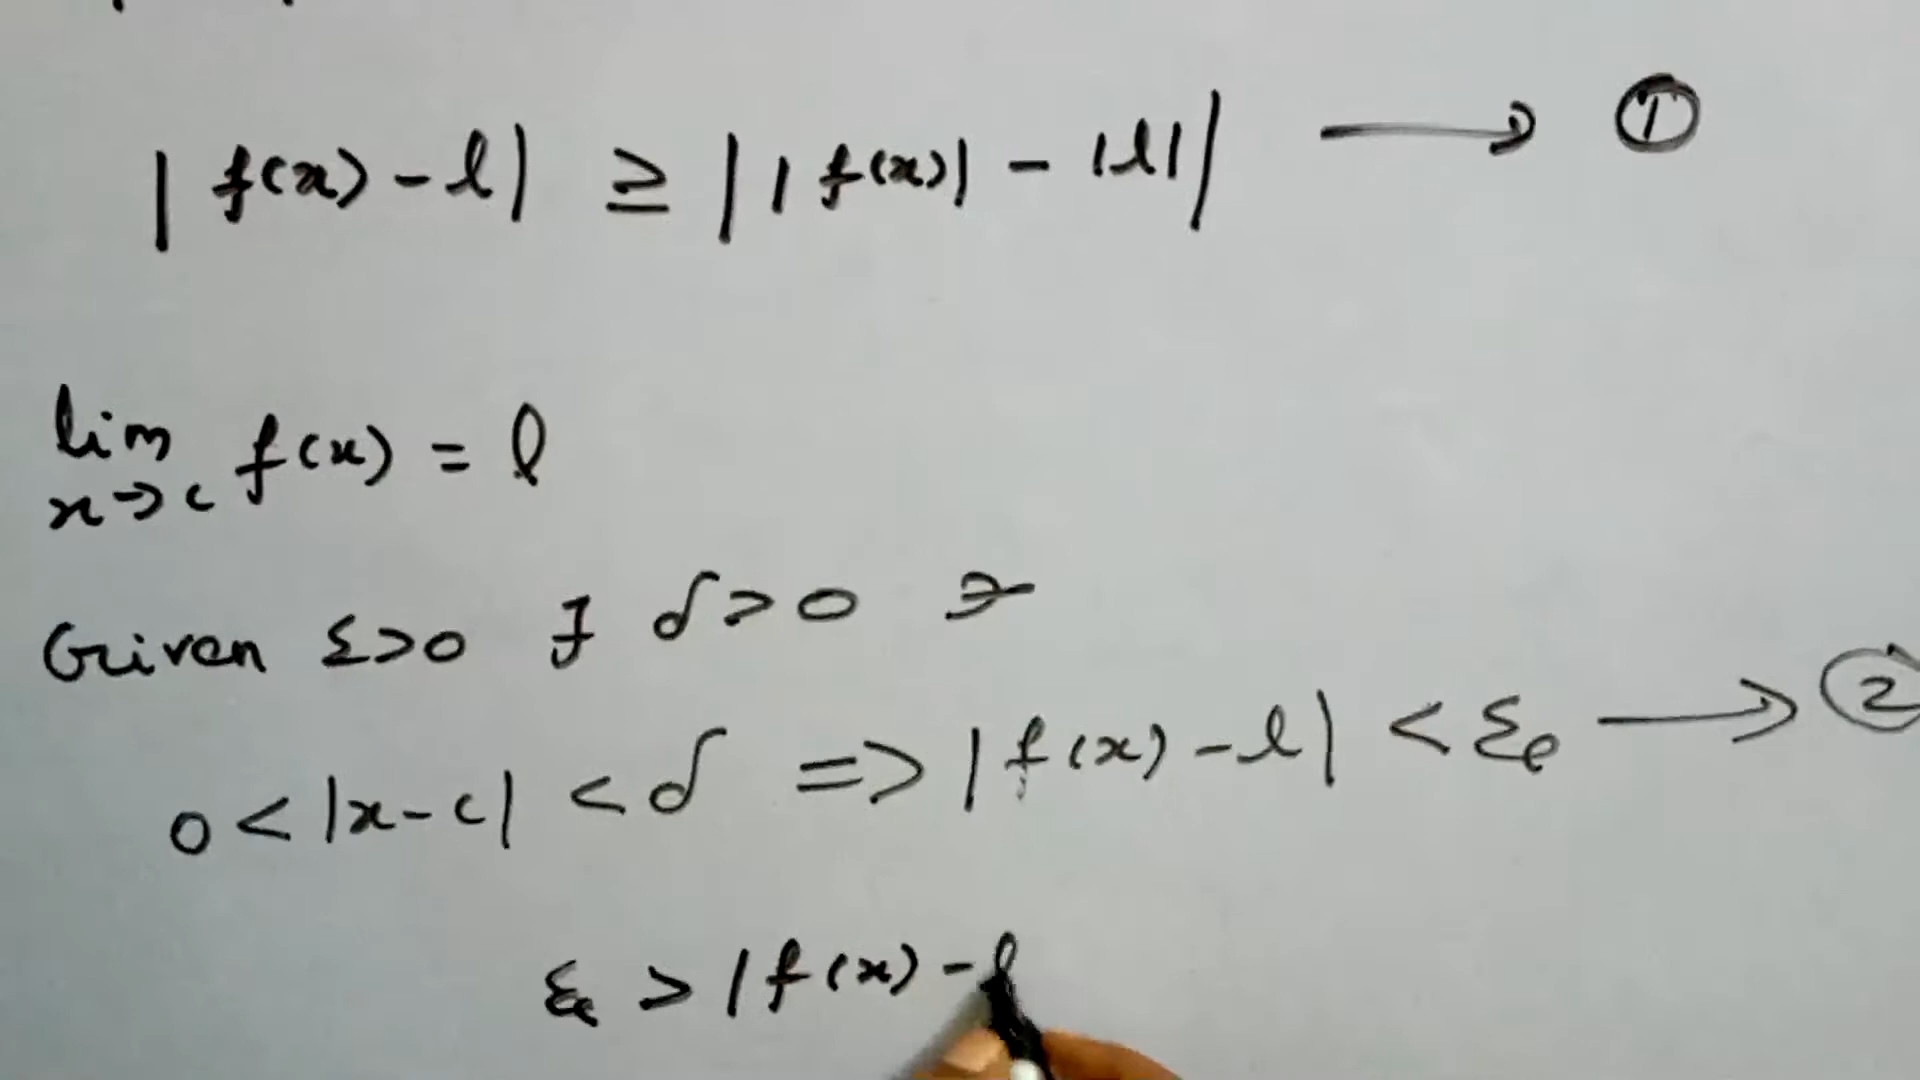 | f(x) - l | ≥ | | f(x) | - | l | | ⟶ ①
lim f(x) = l
x→c
Given ε>0 ∃ δ>0 ∋
0 < |x-c| < δ => | f(x) - l | < ε ⟶ ②
ε > | f(x) - l